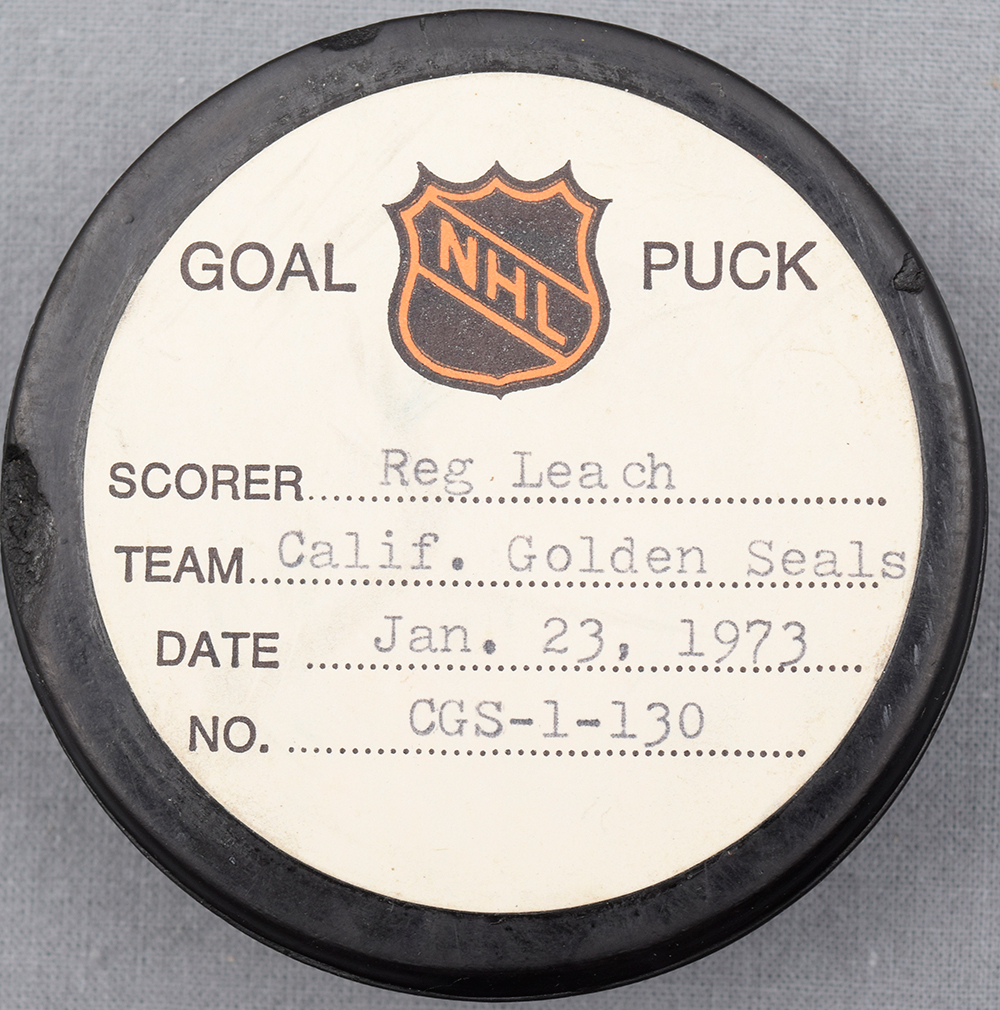 GOAL NHL PUCK
SCORER Reg Leach
TEAM Calif. Golden Seals
DATE Jan. 23, 1973
NO. CGS-1-130